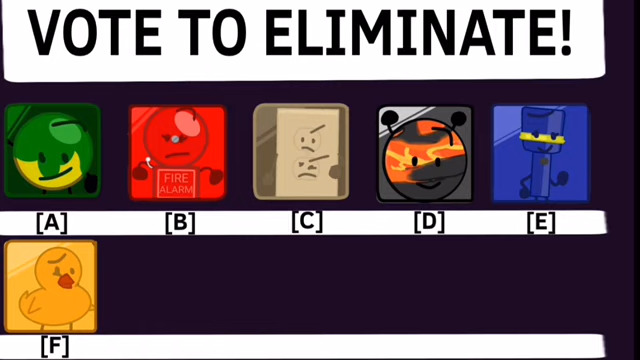 VOTE TO ELIMINATE!
FIRE
ALARM
[A] [B] [C] [D] [E]
[F]